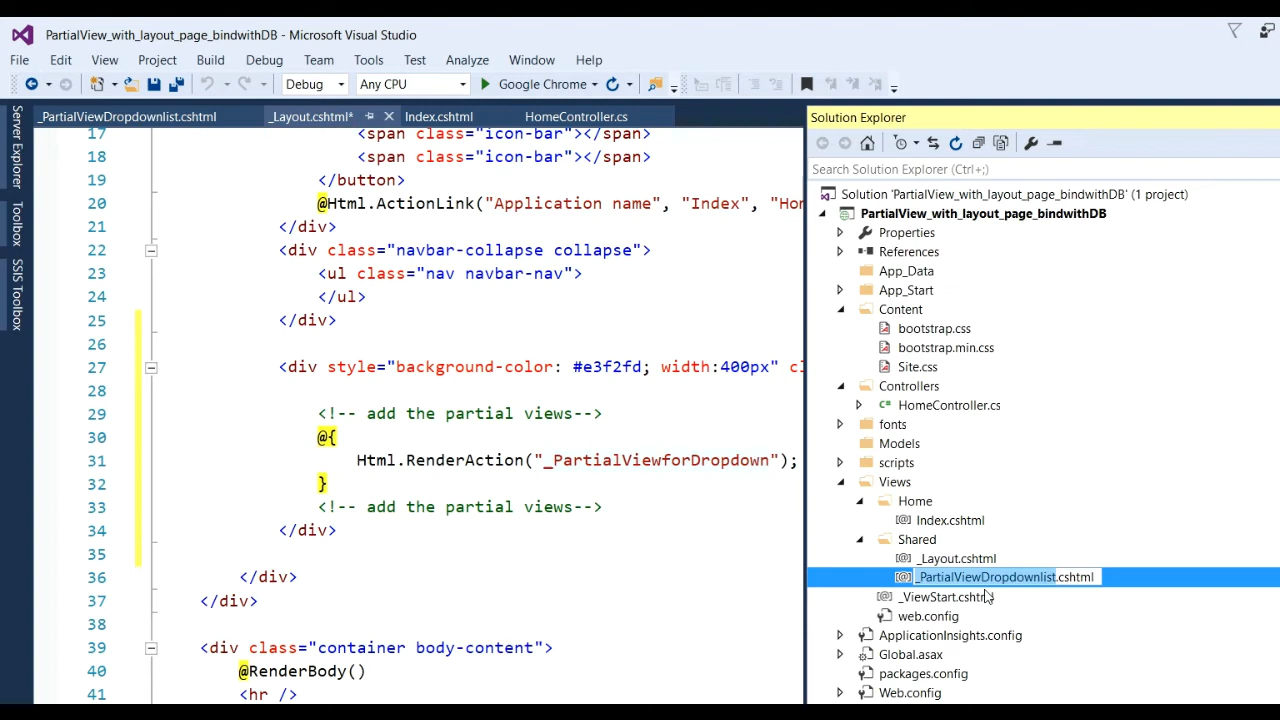 PartialView_with_layout_page_bindwithDB - Microsoft Visual Studio
File Edit View Project Build Debug Team Tools Test Analyze Window Help
Debug Any CPU Google Chrome
Server Explorer
Toolbox
SSIS Toolbox
_PartialViewDropdownlist.cshtml _Layout.cshtml* Index.cshtml HomeController.cs
17 <span class="icon-bar"></span>
18 <span class="icon-bar"></span>
19 </button>
20 @Html.ActionLink("Application name", "Index", "Ho
21 </div>
22 <div class="navbar-collapse collapse">
23 <ul class="nav navbar-nav">
24 </ul>
25 </div>
26
27 <div style="background-color: #e3f2fd; width:400px" cl
28
29 <!-- add the partial views-->
30 @{
31 Html.RenderAction("_PartialViewforDropdown");
32 }
33 <!-- add the partial views-->
34 </div>
35
36 </div>
37 </div>
38
39 <div class="container body-content">
40 @RenderBody()
41 <hr />
Solution Explorer
Search Solution Explorer (Ctrl+;)
Solution 'PartialView_with_layout_page_bindwithDB' (1 project)
PartialView_with_layout_page_bindwithDB
Properties
References
App_Data
App_Start
Content
bootstrap.css
bootstrap.min.css
Site.css
Controllers
C# HomeController.cs
fonts
Models
scripts
Views
Home
[@] Index.cshtml
Shared
[@] _Layout.cshtml
[@] _PartialViewDropdownlist.cshtml
[@] _ViewStart.cshtml
web.config
ApplicationInsights.config
Global.asax
packages.config
Web.config